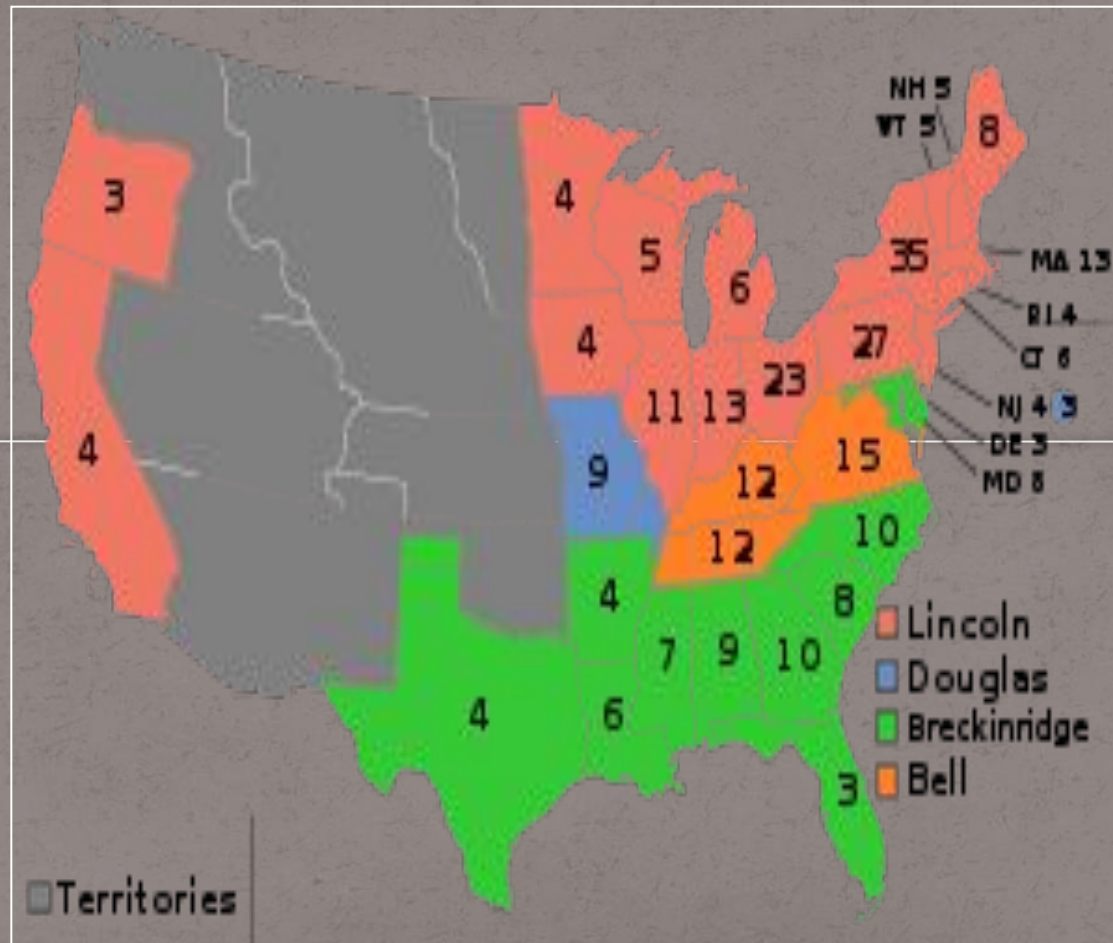 NH 5
VT 5
8
3
4
5
35
MA 13
6
RI 4
4
27
CT 6
23
11
13
NJ 4 3
DE 3
4
9
12
15
MD 8
12
10
4
8
Lincoln
7
9
10
Douglas
4
6
Breckinridge
3
Bell
Territories